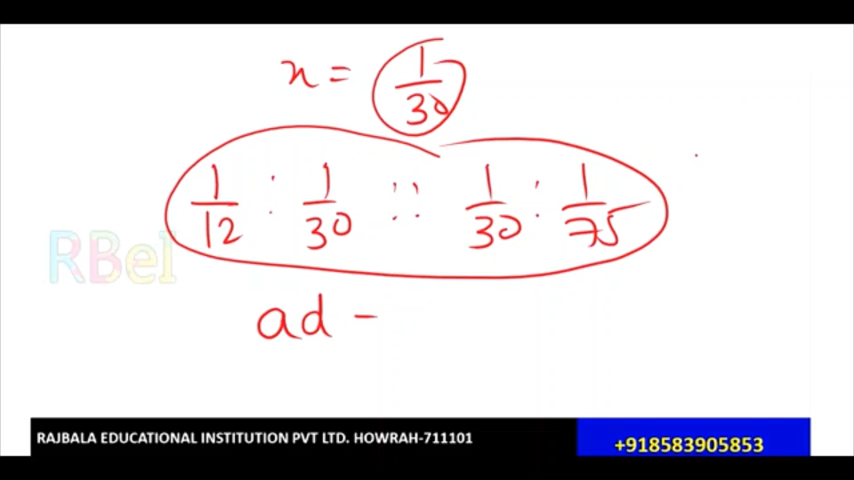 x = 1/30
1/12 : 1/30 :: 1/30 : 1/75
RBel
ad -
RAJBALA EDUCATIONAL INSTITUTION PVT LTD. HOWRAH-711101
+918583905853